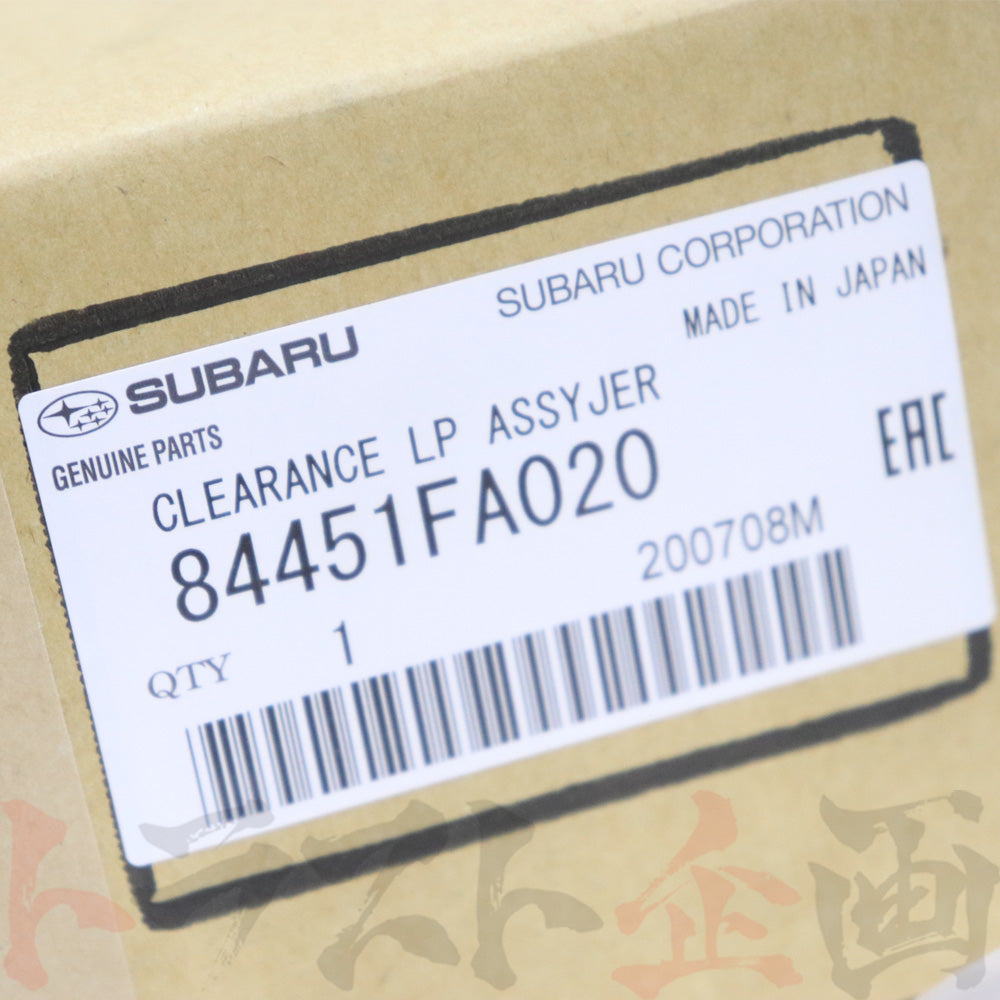 SUBARU CORPORATION
MADE IN JAPAN
SUBARU
GENUINE PARTS
CLEARANCE LP ASSYJER
84451FA020
EAC
200708M
QTY 1
トラスト企画